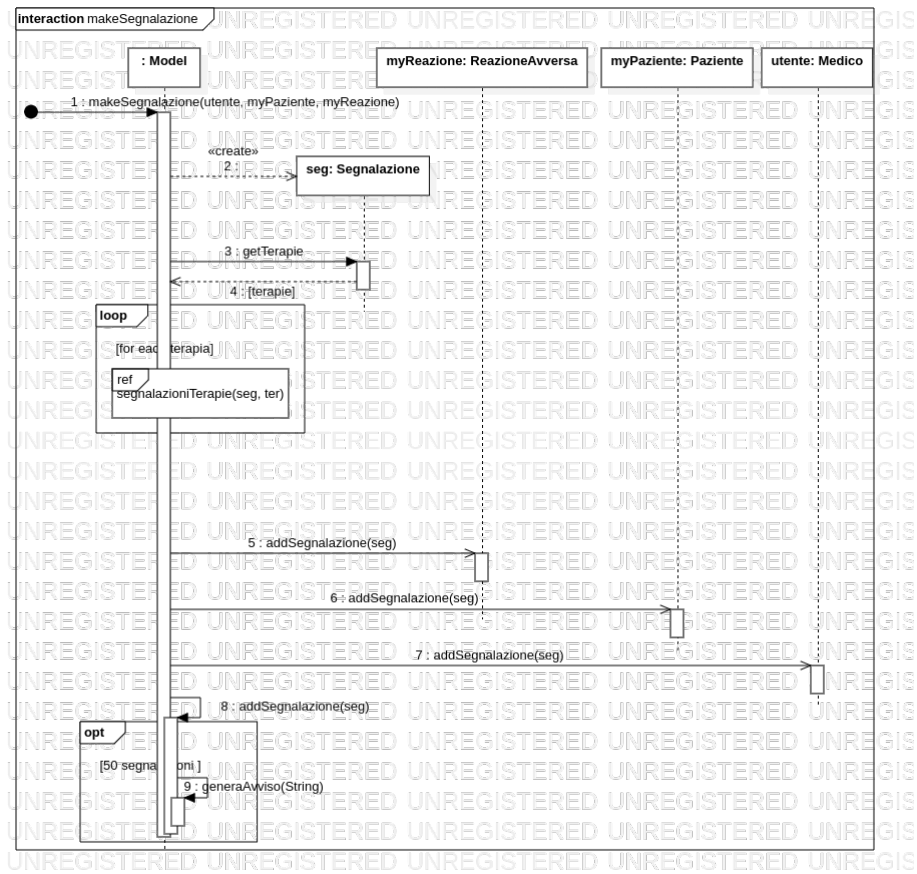 interaction makeSegnalazione
: Model
myReazione: ReazioneAvversa
myPaziente: Paziente
utente: Medico
1 : makeSegnalazione(utente, myPaziente, myReazione)
«create»
2 :
seg: Segnalazione
3 : getTerapie
4 : [terapie]
loop
[for each terapia]
ref
segnalazioniTerapie(seg, ter)
5 : addSegnalazione(seg)
6 : addSegnalazione(seg)
7 : addSegnalazione(seg)
8 : addSegnalazione(seg)
opt
[50 segnalazioni ]
9 : generaAvviso(String)
UNREGISTERED